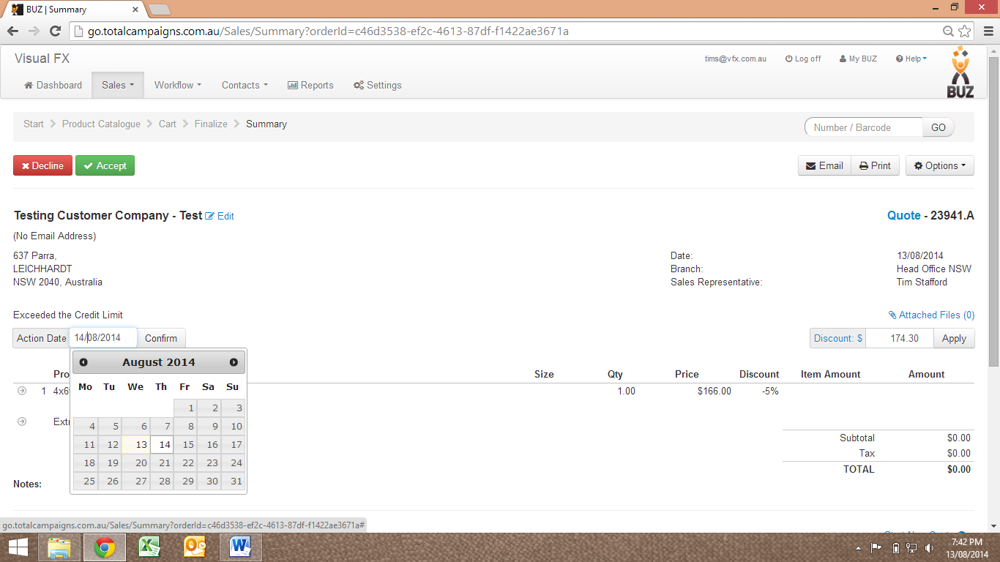 BUZ | Summary
go.totalcampaigns.com.au/Sales/Summary?orderId=c46d3538-ef2c-4613-87df-f1422ae3671a
Visual FX
tims@vfx.com.au Log off My BUZ Help
BUZ
Dashboard Sales Workflow Contacts Reports Settings
Start Product Catalogue Cart Finalize Summary
Number / Barcode GO
Decline Accept
Email Print Options
Testing Customer Company - Test Edit
Quote - 23941.A
(No Email Address)
637 Parra,
LEICHHARDT
NSW 2040, Australia
Date: 13/08/2014
Branch: Head Office NSW
Sales Representative: Tim Stafford
Exceeded the Credit Limit
Attached Files (0)
Action Date 14/08/2014 Confirm
Discount: $ 174.30 Apply
August 2014
Mo Tu We Th Fr Sa Su
1 2 3
4 5 6 7 8 9 10
11 12 13 14 15 16 17
18 19 20 21 22 23 24
25 26 27 28 29 30 31
Pro Size Qty Price Discount Item Amount Amount
1 4x6 1.00 $166.00 -5%
Extr
Subtotal $0.00
Tax $0.00
TOTAL $0.00
Notes:
go.totalcampaigns.com.au/Sales/Summary?orderId=c46d3538-ef2c-4613-87df-f1422ae3671a#
7:42 PM
13/08/2014